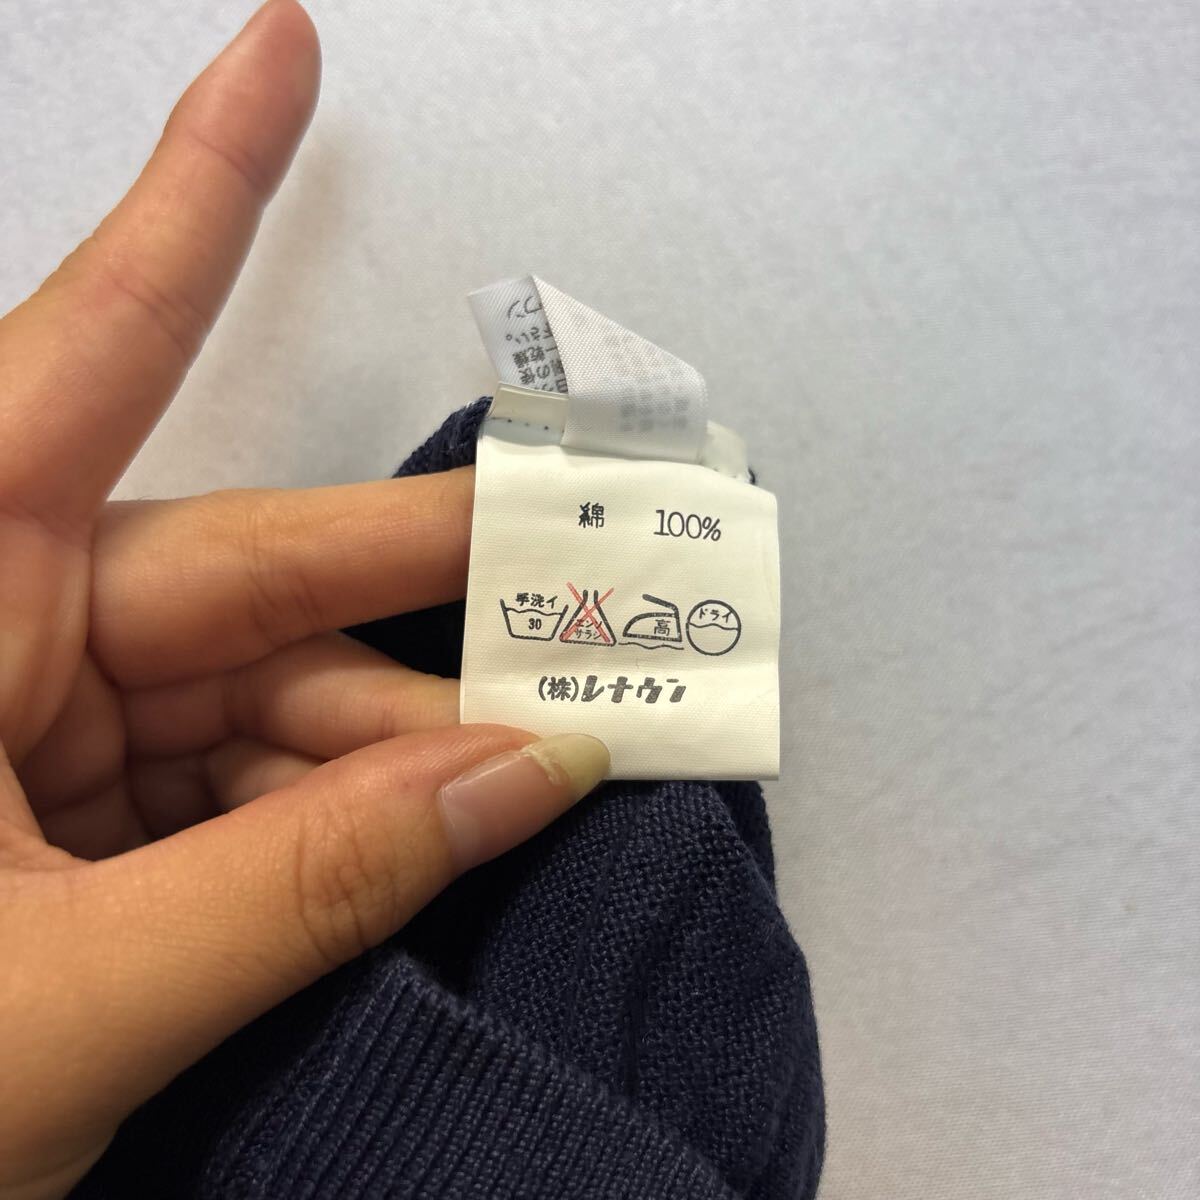 綿 100%
手洗イ
30
エンソ
サラシ
高
ドライ
(株)レナウン